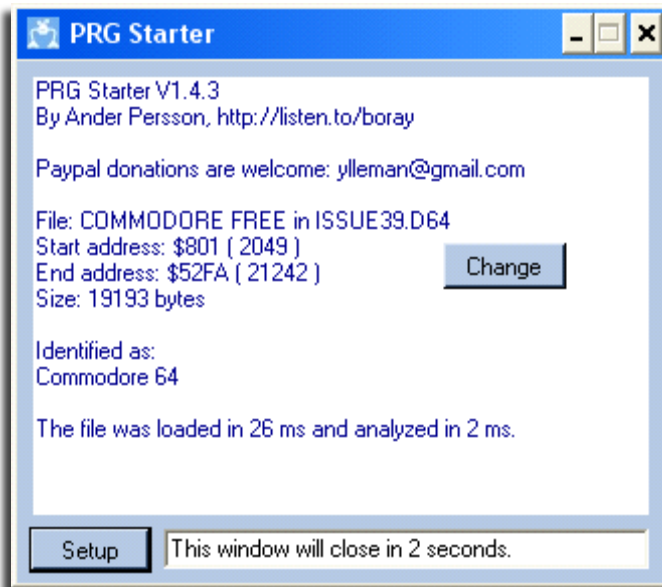 PRG Starter
PRG Starter V1.4.3
By Ander Persson, http://listen.to/boray
Paypal donations are welcome: ylleman@gmail.com
File: COMMODORE FREE in ISSUE39.D64
Start address: $801 ( 2049 )
End address: $52FA ( 21242 )
Change
Size: 19193 bytes
Identified as:
Commodore 64
The file was loaded in 26 ms and analyzed in 2 ms.
Setup
This window will close in 2 seconds.